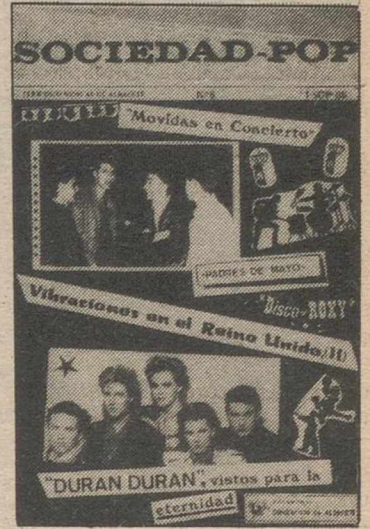 SOCIEDAD-POP
Nº6
"Movidas en Concierto"
-PADRES DE MAYO-
Vibraciones en el Reino Unido(II)
"Disco-ROXY"
"DURAN DURAN", vistos para la
eternidad